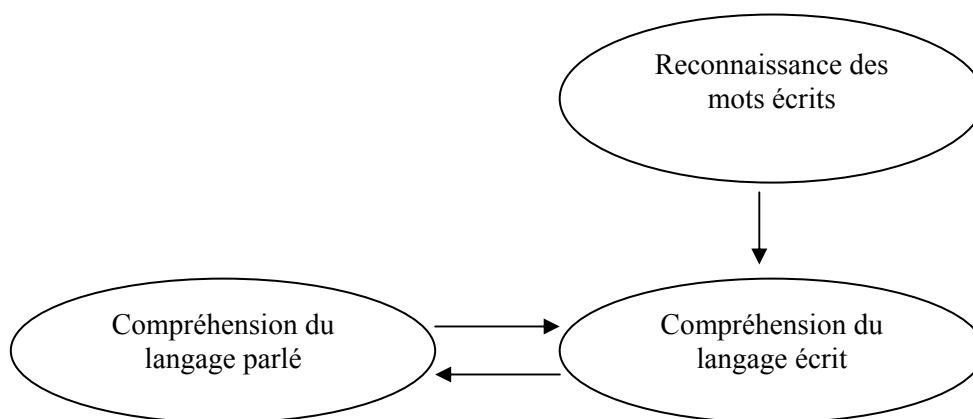 Reconnaissance des
mots écrits
Compréhension du
langage parlé
Compréhension du
langage écrit